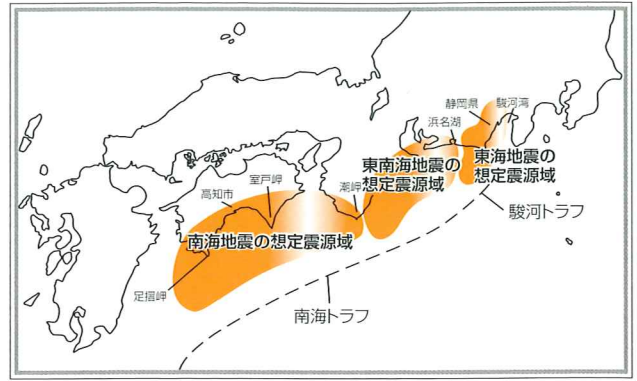 静岡県
駿河湾
浜名湖
東南海地震の
想定震源域
東海地震の
想定震源域
室戸岬
潮岬
高知市
駿河トラフ
南海地震の想定震源域
足摺岬
南海トラフ